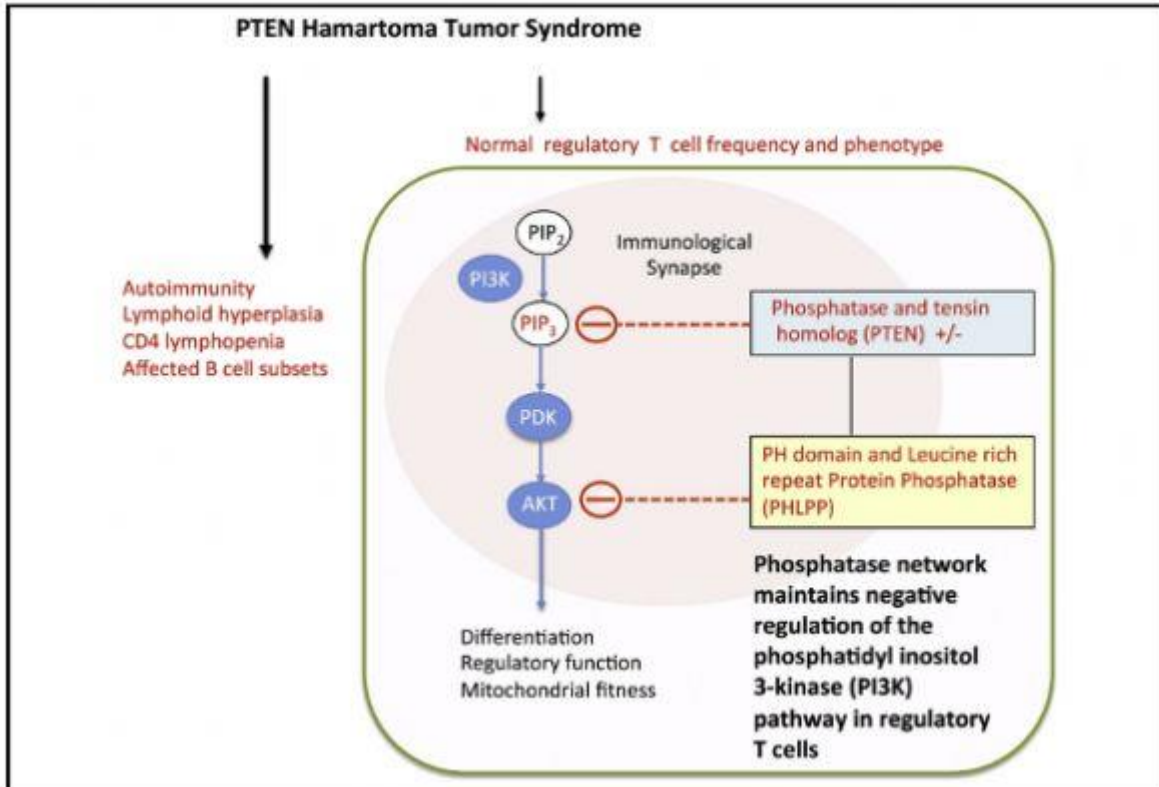 PTEN Hamartoma Tumor Syndrome
Normal regulatory T cell frequency and phenotype
Autoimmunity
Lymphoid hyperplasia
CD4 lymphopenia
Affected B cell subsets
PIP2
PI3K
PIP3
PDK
AKT
Immunological
Synapse
Phosphatase and tensin
homolog (PTEN) +/-
PH domain and Leucine rich
repeat Protein Phosphatase
(PHLPP)
Differentiation
Regulatory function
Mitochondrial fitness
Phosphatase network
maintains negative
regulation of the
phosphatidyl inositol
3-kinase (PI3K)
pathway in regulatory
T cells